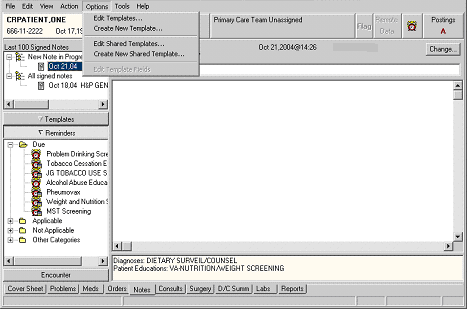 File Edit View Action Options Tools Help
CRPATIENT,ONE
666-11-2222 Oct 17,19
Primary Care Team Unassigned
Flag
Remote
Data
Postings
A
Edit Templates...
Create New Template...
Edit Shared Templates...
Create New Shared Template...
Edit Template Fields
Last 100 Signed Notes
Oct 21,2004@14:26
Change...
New Note in Progre
Oct 21,04
All signed notes
Oct 18,04 H&P GEN
Templates
Reminders
Due
Problem Drinking Scre
Tobacco Cessation E
JG TOBACCO USE S
Alcohol Abuse Educa
Pneumovax
Weight and Nutrition S
MST Screening
Applicable
Not Applicable
Other Categories
Encounter
Diagnoses: DIETARY SURVEIL/COUNSEL
Patient Educations: VA-NUTRITION/WEIGHT SCREENING
Cover Sheet Problems Meds Orders Notes Consults Surgery D/C Summ Labs Reports